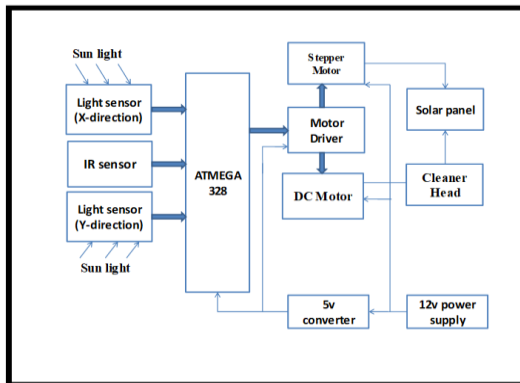 Sun light
Light sensor
(X-direction)
IR sensor
Light sensor
(Y-direction)
Sun light
ATMEGA
328
Stepper
Motor
Motor
Driver
DC Motor
Solar panel
Cleaner
Head
5v
converter
12v power
supply